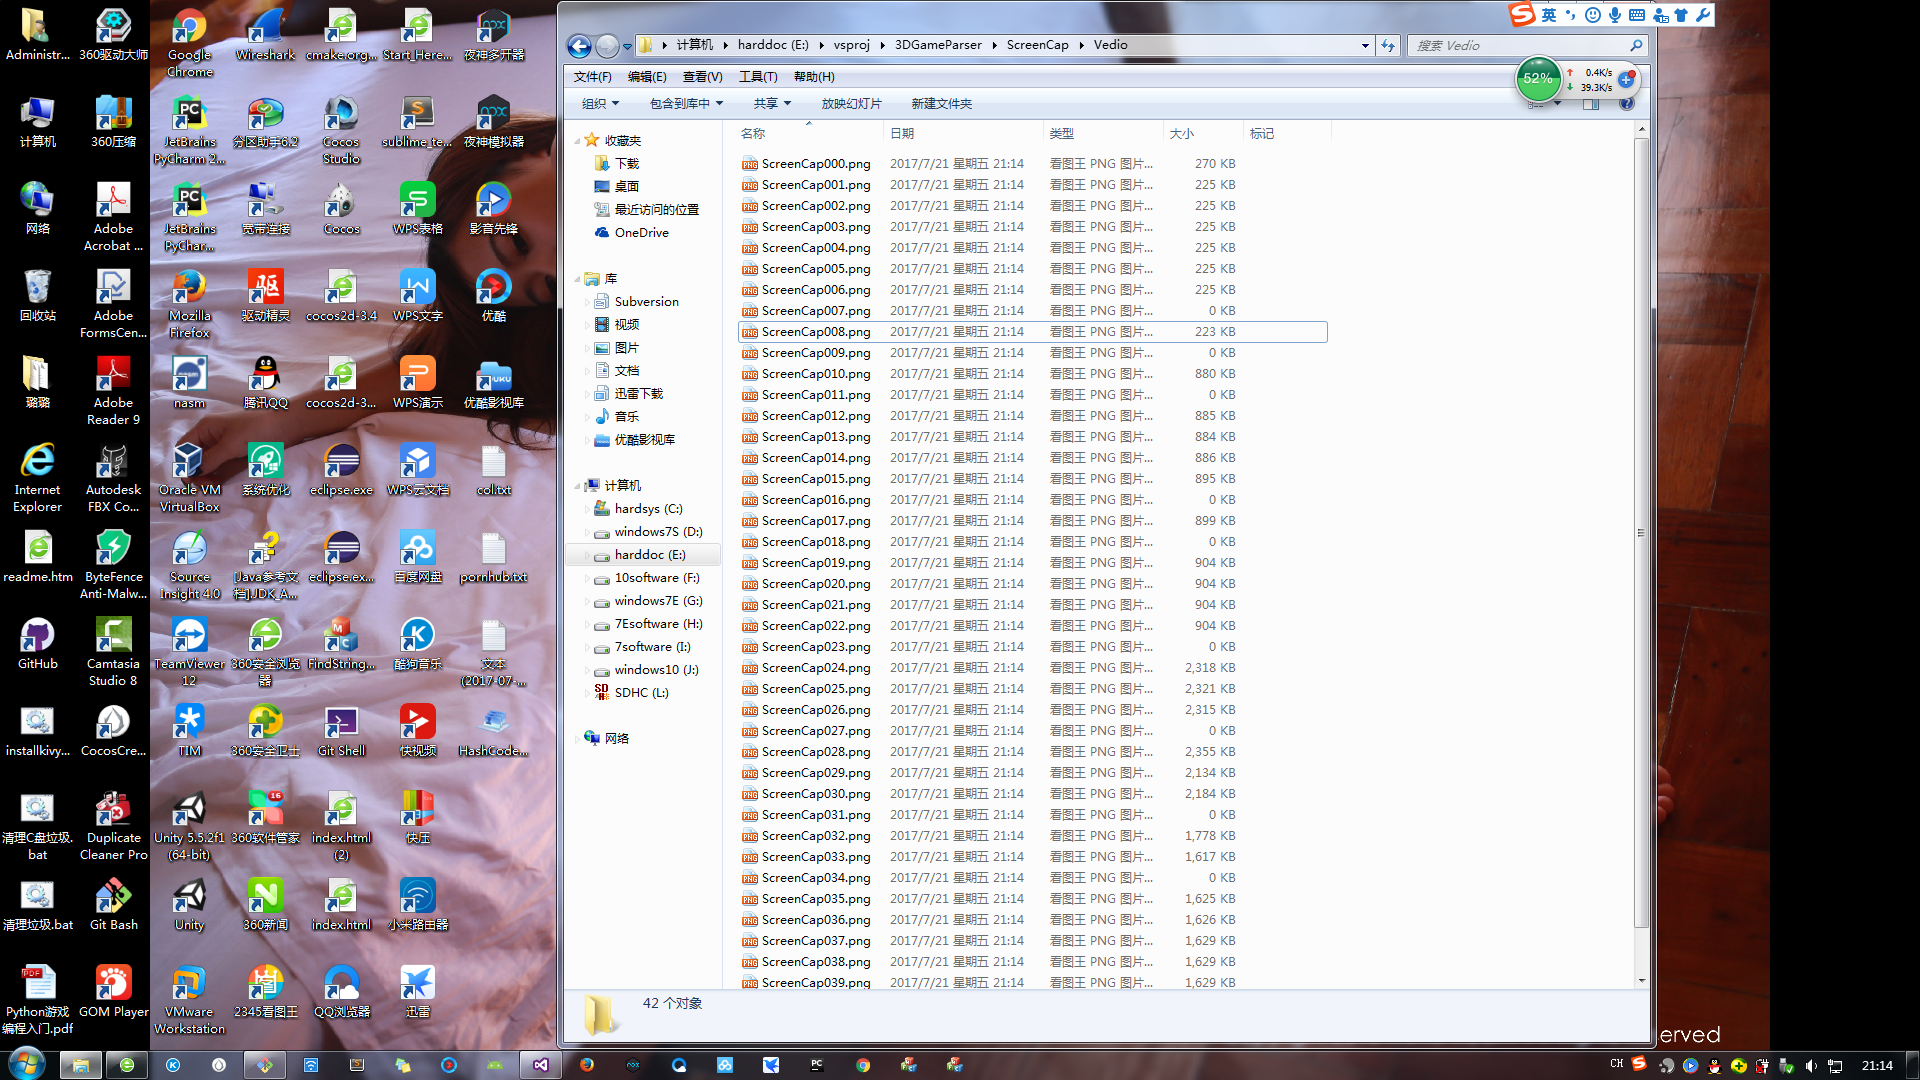 Administr...
360驱动大师
Google
Chrome
Wireshark
cmake.org...
Start_Here...
夜神多开器
计算机
360压缩
JetBrains
PyCharm 2...
分区助手6.2
Cocos
Studio
sublime_te...
夜神模拟器
网络
Adobe
Acrobat ...
JetBrains
PyChar...
宽带连接
Cocos
WPS表格
影音先锋
回收站
Adobe
FormsCen...
Mozilla
Firefox
驱动精灵
cocos2d-3.4
WPS文字
优酷
璐璐
Adobe
Reader 9
nasm
腾讯QQ
cocos2d-3...
WPS演示
优酷影视库
Internet
Explorer
Autodesk
FBX Co...
Oracle VM
VirtualBox
系统优化
eclipse.exe
WPS云文档
col.txt
readme.htm
ByteFence
Anti-Malw...
Source
Insight 4.0
[Java参考文
档].JDK_A...
eclipse.ex...
百度网盘
pornhub.txt
GitHub
Camtasia
Studio 8
TeamViewer
12
360安全浏览
器
FindString...
酷狗音乐
文本
(2017-07-...
installkivy...
CocosCre...
TIM
360安全卫士
Git Shell
快视频
HashCode...
清理C盘垃圾.
bat
Duplicate
Cleaner Pro
Unity 5.5.2f1
(64-bit)
360软件管家
index.html
(2)
快压
清理垃圾.bat
Git Bash
Unity
360新闻
index.html
小米路由器
Python游戏
编程入门.pdf
GOM Player
VMware
Workstation
2345看图王
QQ浏览器
迅雷
计算机 harddoc (E:) vsproj 3DGameParser ScreenCap Vedio
搜索 Vedio
英
52%
0.4K/s
39.3K/s
文件(F) 编辑(E) 查看(V) 工具(T) 帮助(H)
组织 包含到库中 共享 放映幻灯片 新建文件夹
收藏夹
下载
桌面
最近访问的位置
OneDrive
库
Subversion
视频
图片
文档
迅雷下载
音乐
优酷影视库
计算机
hardsys (C:)
windows7S (D:)
harddoc (E:)
10software (F:)
windows7E (G:)
7Esoftware (H:)
7software (I:)
windows10 (J:)
SDHC (L:)
网络
名称 日期 类型 大小 标记
ScreenCap000.png 2017/7/21 星期五 21:14 看图王 PNG 图片... 270 KB
ScreenCap001.png 2017/7/21 星期五 21:14 看图王 PNG 图片... 225 KB
ScreenCap002.png 2017/7/21 星期五 21:14 看图王 PNG 图片... 225 KB
ScreenCap003.png 2017/7/21 星期五 21:14 看图王 PNG 图片... 225 KB
ScreenCap004.png 2017/7/21 星期五 21:14 看图王 PNG 图片... 225 KB
ScreenCap005.png 2017/7/21 星期五 21:14 看图王 PNG 图片... 225 KB
ScreenCap006.png 2017/7/21 星期五 21:14 看图王 PNG 图片... 225 KB
ScreenCap007.png 2017/7/21 星期五 21:14 看图王 PNG 图片... 0 KB
ScreenCap008.png 2017/7/21 星期五 21:14 看图王 PNG 图片... 223 KB
ScreenCap009.png 2017/7/21 星期五 21:14 看图王 PNG 图片... 0 KB
ScreenCap010.png 2017/7/21 星期五 21:14 看图王 PNG 图片... 880 KB
ScreenCap011.png 2017/7/21 星期五 21:14 看图王 PNG 图片... 0 KB
ScreenCap012.png 2017/7/21 星期五 21:14 看图王 PNG 图片... 885 KB
ScreenCap013.png 2017/7/21 星期五 21:14 看图王 PNG 图片... 884 KB
ScreenCap014.png 2017/7/21 星期五 21:14 看图王 PNG 图片... 886 KB
ScreenCap015.png 2017/7/21 星期五 21:14 看图王 PNG 图片... 895 KB
ScreenCap016.png 2017/7/21 星期五 21:14 看图王 PNG 图片... 0 KB
ScreenCap017.png 2017/7/21 星期五 21:14 看图王 PNG 图片... 899 KB
ScreenCap018.png 2017/7/21 星期五 21:14 看图王 PNG 图片... 0 KB
ScreenCap019.png 2017/7/21 星期五 21:14 看图王 PNG 图片... 904 KB
ScreenCap020.png 2017/7/21 星期五 21:14 看图王 PNG 图片... 904 KB
ScreenCap021.png 2017/7/21 星期五 21:14 看图王 PNG 图片... 904 KB
ScreenCap022.png 2017/7/21 星期五 21:14 看图王 PNG 图片... 904 KB
ScreenCap023.png 2017/7/21 星期五 21:14 看图王 PNG 图片... 0 KB
ScreenCap024.png 2017/7/21 星期五 21:14 看图王 PNG 图片... 2,318 KB
ScreenCap025.png 2017/7/21 星期五 21:14 看图王 PNG 图片... 2,321 KB
ScreenCap026.png 2017/7/21 星期五 21:14 看图王 PNG 图片... 2,315 KB
ScreenCap027.png 2017/7/21 星期五 21:14 看图王 PNG 图片... 0 KB
ScreenCap028.png 2017/7/21 星期五 21:14 看图王 PNG 图片... 2,355 KB
ScreenCap029.png 2017/7/21 星期五 21:14 看图王 PNG 图片... 2,134 KB
ScreenCap030.png 2017/7/21 星期五 21:14 看图王 PNG 图片... 2,184 KB
ScreenCap031.png 2017/7/21 星期五 21:14 看图王 PNG 图片... 0 KB
ScreenCap032.png 2017/7/21 星期五 21:14 看图王 PNG 图片... 1,778 KB
ScreenCap033.png 2017/7/21 星期五 21:14 看图王 PNG 图片... 1,617 KB
ScreenCap034.png 2017/7/21 星期五 21:14 看图王 PNG 图片... 0 KB
ScreenCap035.png 2017/7/21 星期五 21:14 看图王 PNG 图片... 1,625 KB
ScreenCap036.png 2017/7/21 星期五 21:14 看图王 PNG 图片... 1,626 KB
ScreenCap037.png 2017/7/21 星期五 21:14 看图王 PNG 图片... 1,629 KB
ScreenCap038.png 2017/7/21 星期五 21:14 看图王 PNG 图片... 1,629 KB
ScreenCap039.png 2017/7/21 星期五 21:14 看图王 PNG 图片... 1,629 KB
42 个对象
erved
CH
21:14